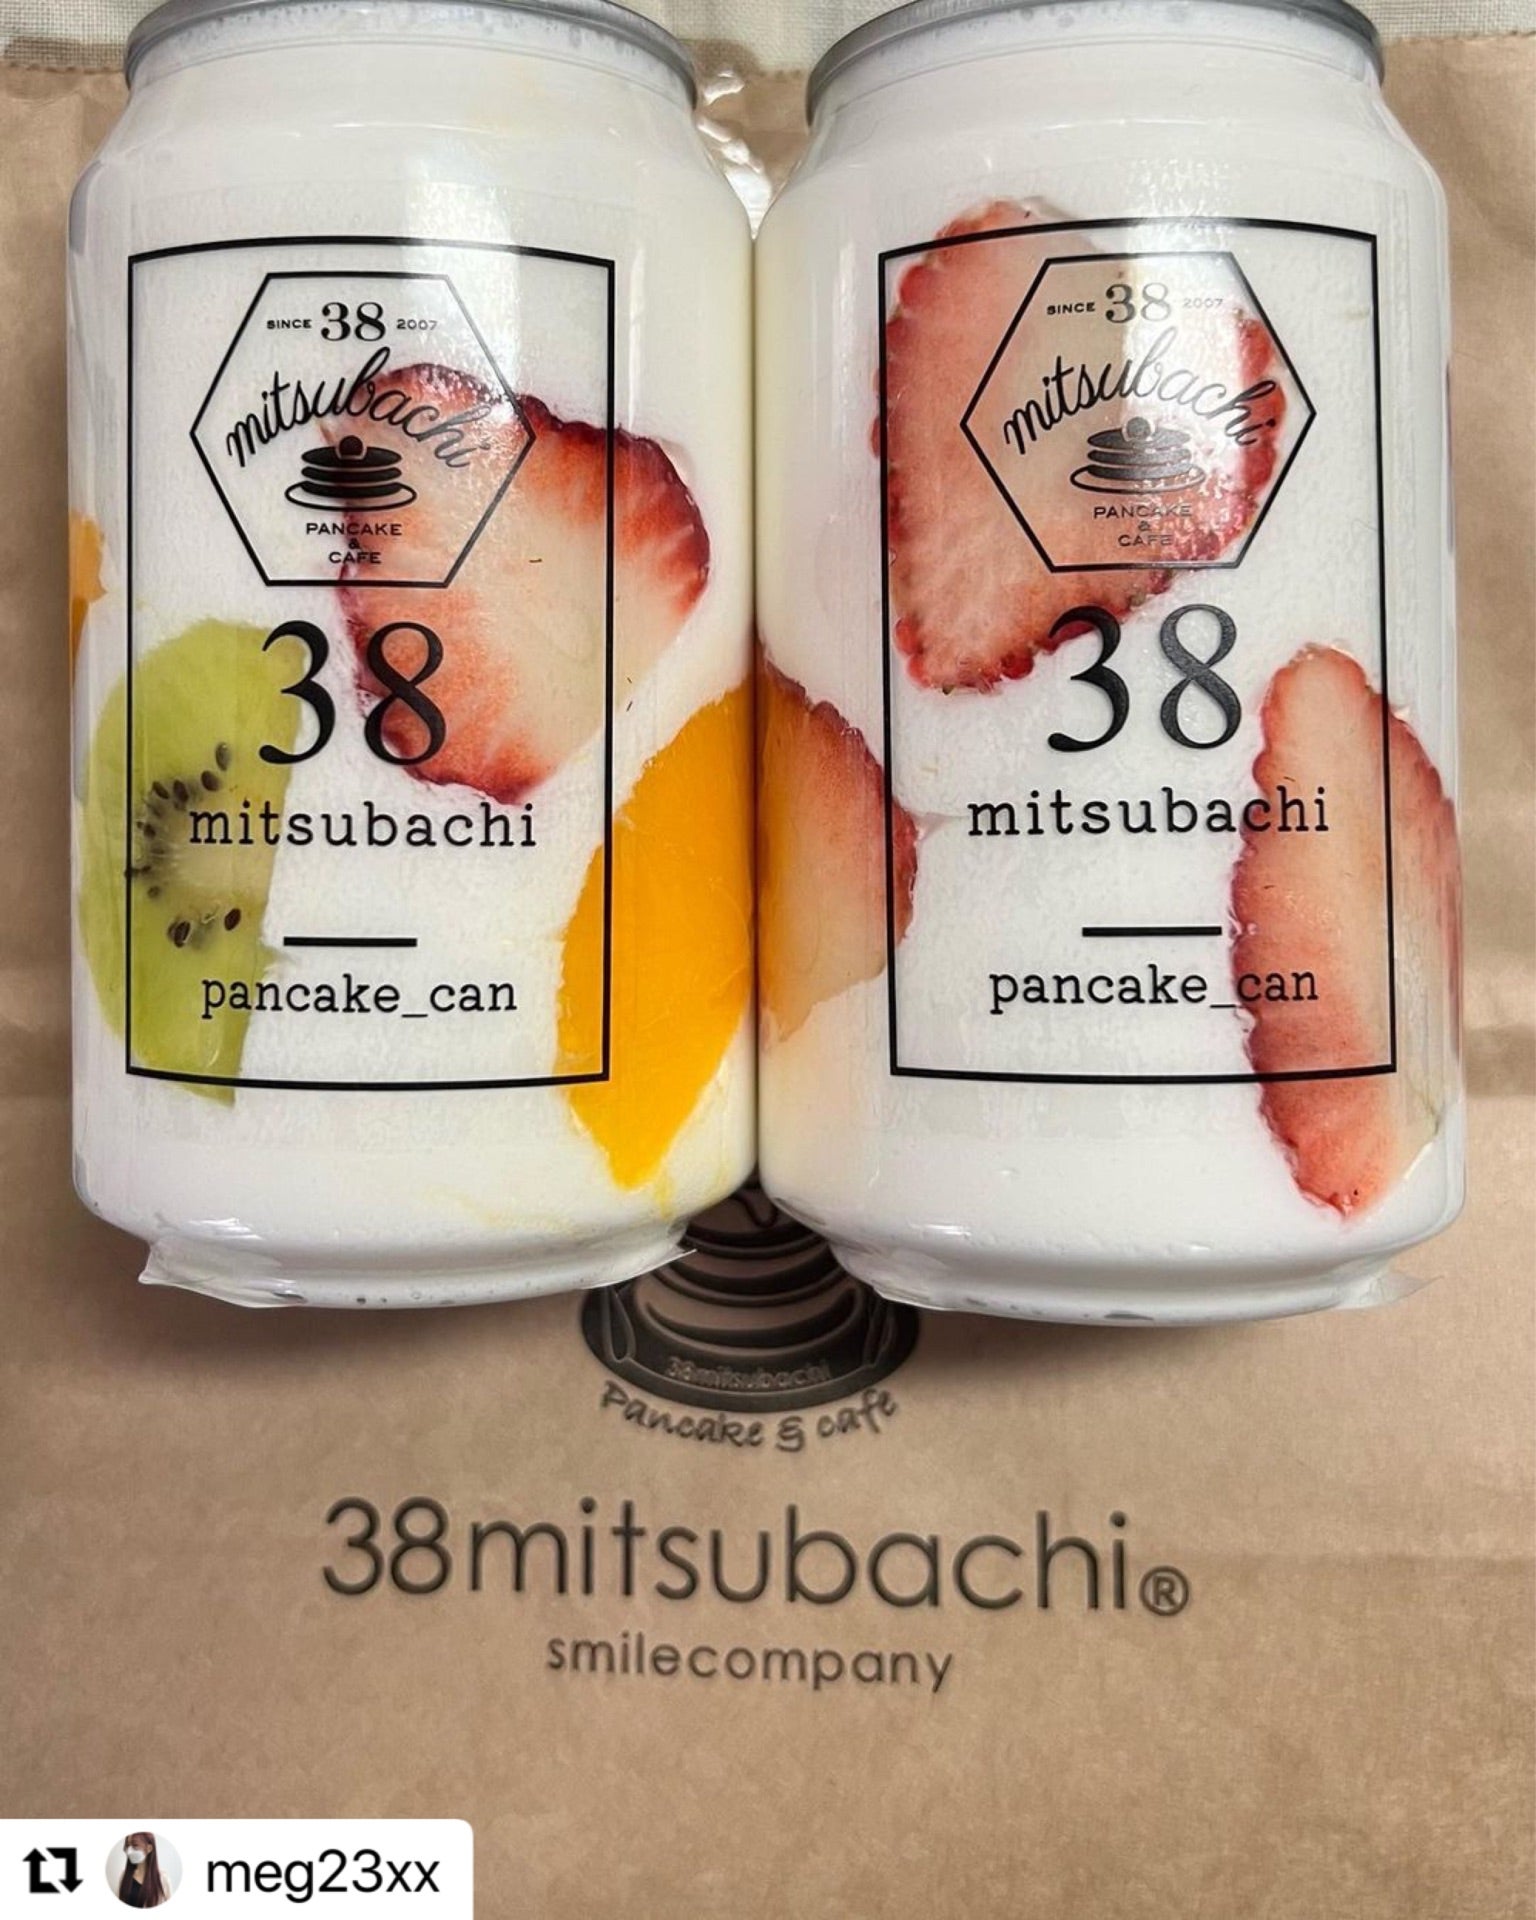 SINCE 38 2007
mitsubachi
PANCAKE
&
CAFE
38
mitsubachi
pancake_can
SINCE 38 2007
mitsubachi
PANCAKE
&
CAFE
38
mitsubachi
pancake_can
38mitsubachi
Pancake & cafe
38mitsubachi®
smilecompany
meg23xx